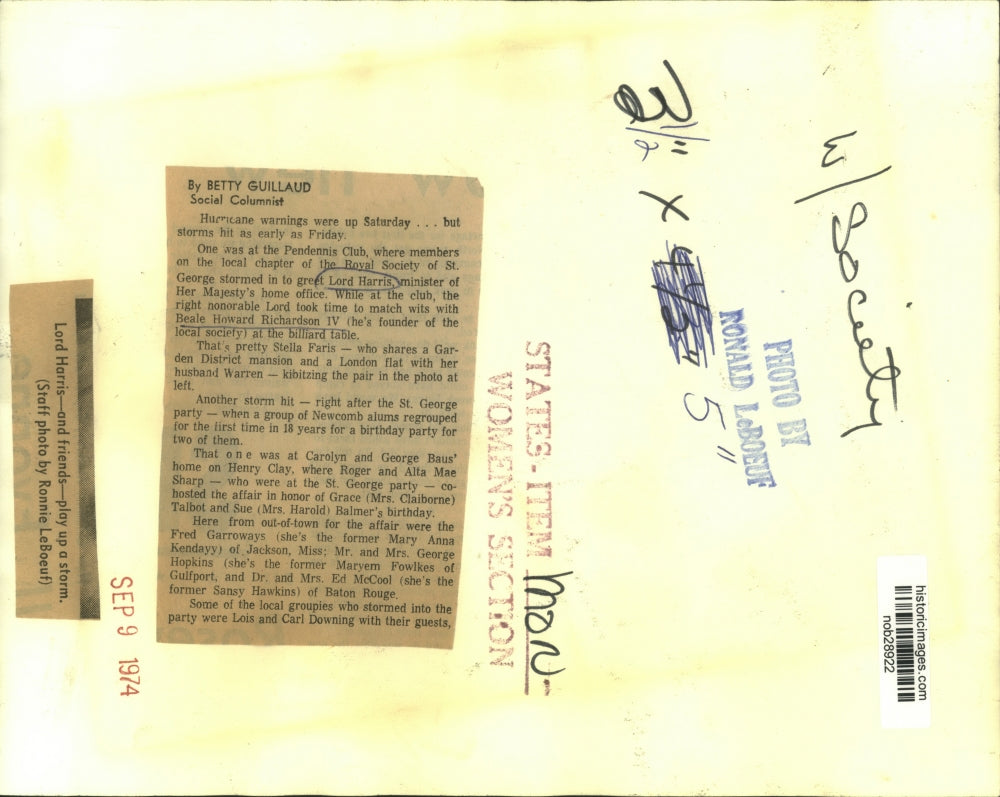 By BETTY GUILLAUD
Social Columnist
Hurricane warnings were up Saturday . . . but
storms hit as early as Friday.
One was at the Pendennis Club, where members
on the local chapter of the Royal Society of St.
George stormed in to greet Lord Harris, minister of
Her Majesty's home office. While at the club, the
right nonorable Lord took time to match wits with
Beale Howard Richardson IV (he's founder of the
local society) at the billiard table.
That's pretty Stella Faris — who shares a Gar-
den District mansion and a London flat with her
husband Warren — kibitzing the pair in the photo at
left.
Another storm hit — right after the St. George
party — when a group of Newcomb alums regrouped
for the first time in 18 years for a birthday party for
two of them.
That one was at Carolyn and George Baus'
home on Henry Clay, where Roger and Alta Mae
Sharp — who were at the St. George party — co-
hosted the affair in honor of Grace (Mrs. Claiborne)
Talbot and Sue (Mrs. Harold) Balmer's birthday.
Here from out-of-town for the affair were the
Fred Garroways (she's the former Mary Anna
Kendayy) of Jackson, Miss; Mr. and Mrs. George
Hopkins (she's the former Maryem Fowlkes of
Gulfport, and Dr. and Mrs. Ed McCool (she's the
former Sansy Hawkins) of Baton Rouge.
Some of the local groupies who stormed into the
party were Lois and Carl Downing with their guests,
Lord Harris—and friends—play up a storm.
(Staff photo by Ronnie LeBoeuf)
SEP 9 1974
STATES-ITEM
WOMEN'S SECTION
Mon
PHOTO BY
RONALD LeBOEUF
W/ Society
3 1/2" x 5"
historicimages.com
nob28922